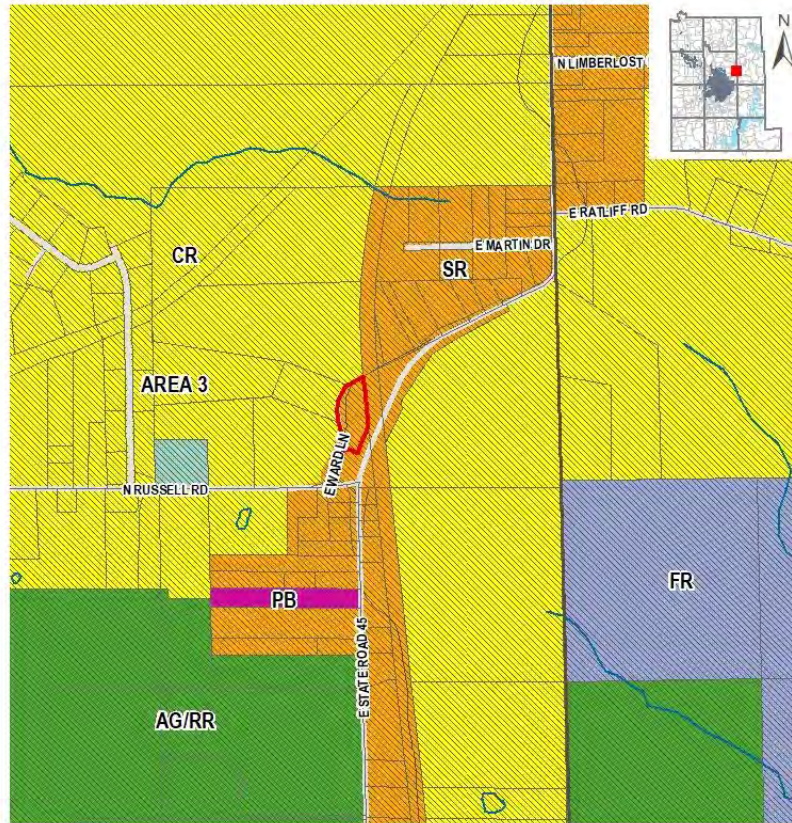 N
N LIMBERLOST
E RATLIFF RD
E MARTIN DR
CR
SR
AREA 3
E WARD LN
N RUSSELL RD
FR
PB
E STATE ROAD 45
AG/RR